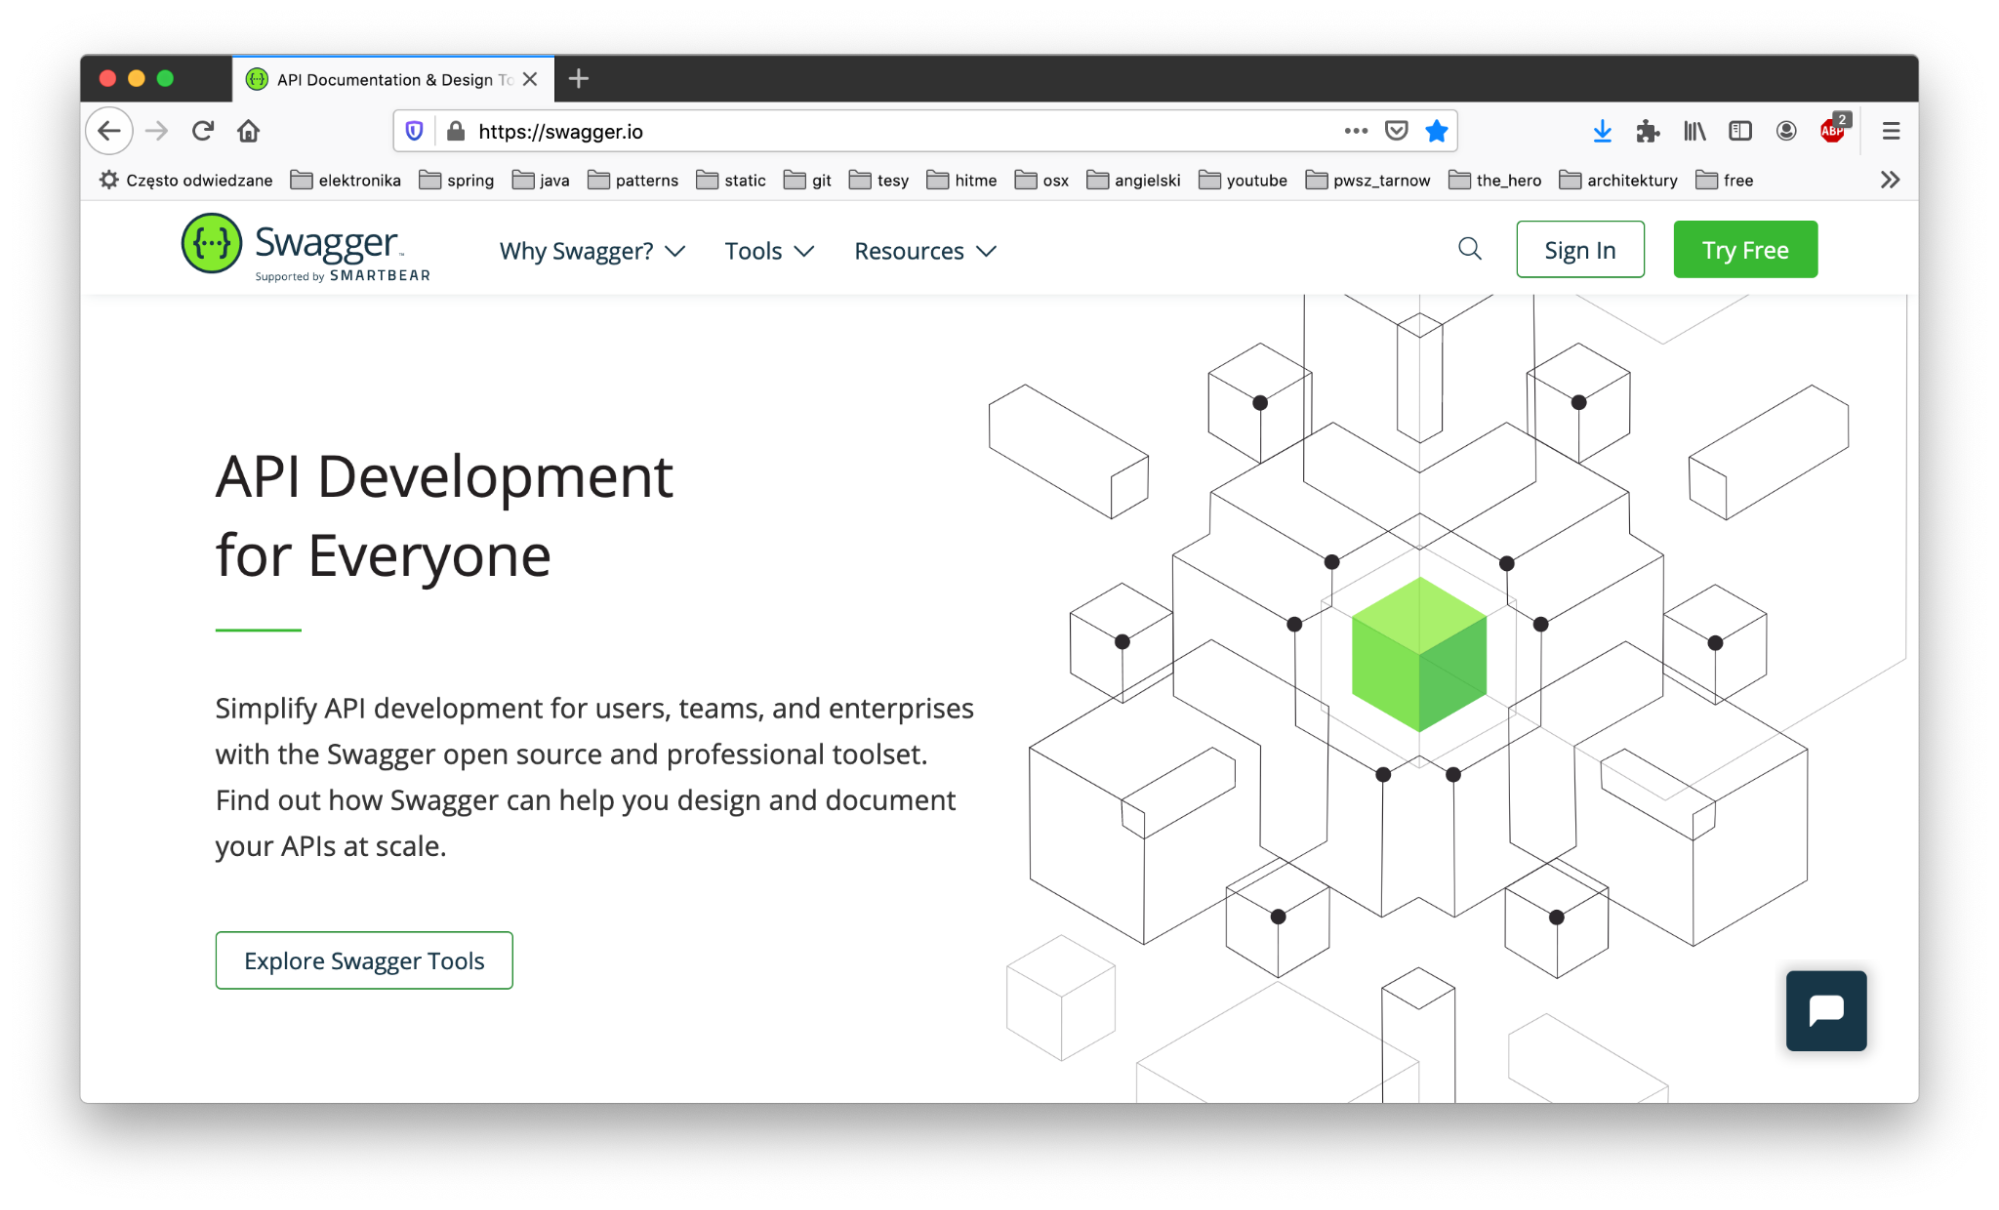 API Documentation & Design To
https://swagger.io
ABP
2
Często odwiedzane elektronika spring java patterns static git tesy hitme osx angielski youtube pwsz_tarnow the_hero architektury free
{···} Swagger™
Supported by SMARTBEAR
Why Swagger? Tools Resources Sign In Try Free
API Development
for Everyone
Simplify API development for users, teams, and enterprises
with the Swagger open source and professional toolset.
Find out how Swagger can help you design and document
your APIs at scale.
Explore Swagger Tools